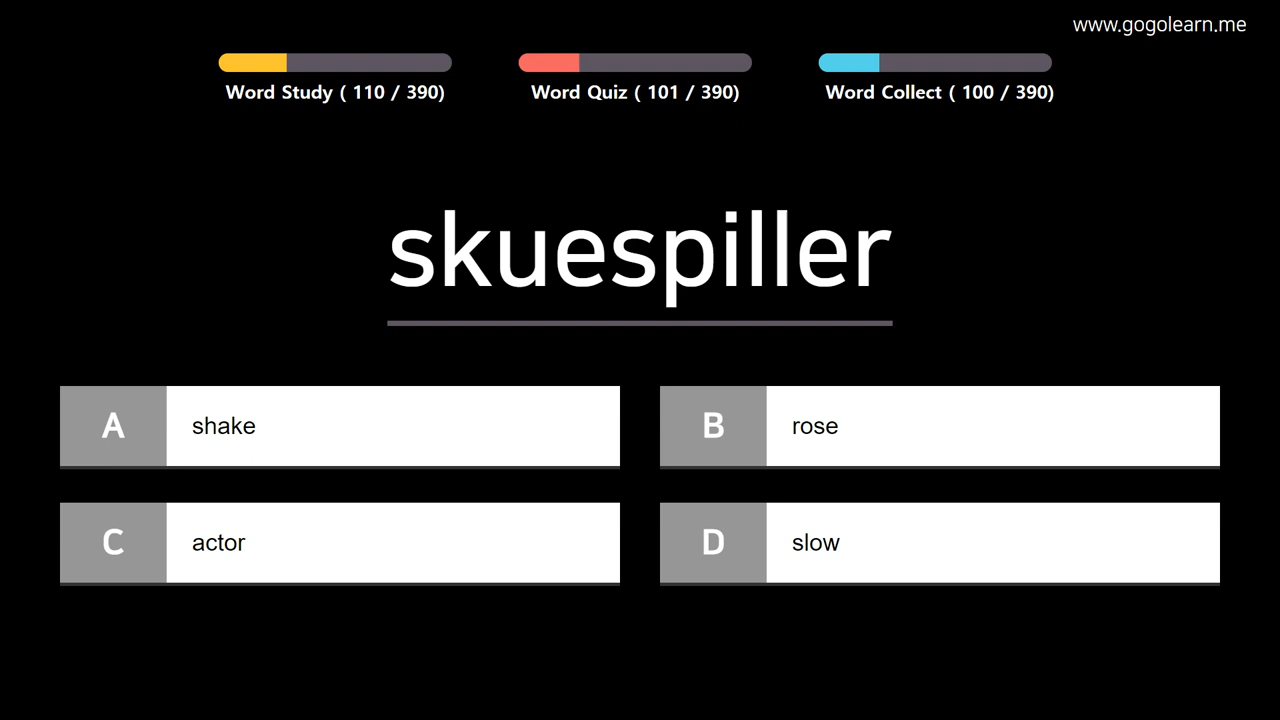 www.gogolearn.me
Word Study ( 110 / 390)
Word Quiz ( 101 / 390)
Word Collect ( 100 / 390)
skuespiller
A shake
B rose
C actor
D slow